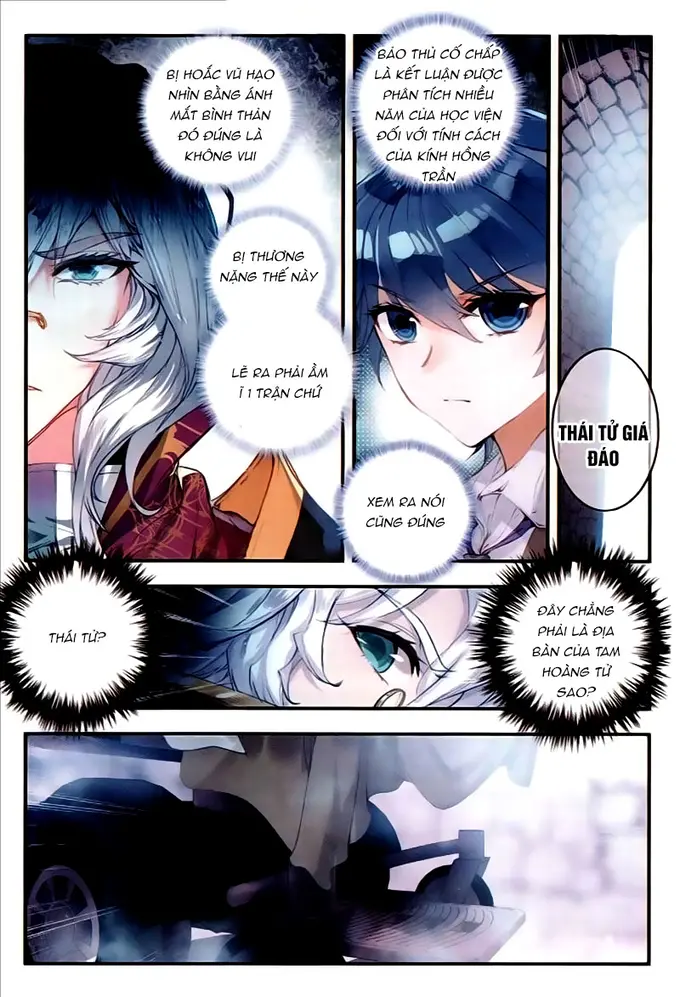 BỊ HOẮC VŨ HẠO
NHÌN BẰNG ÁNH
MẮT BÌNH THẢN
ĐÓ ĐÚNG LÀ
KHÔNG VUI
BỊ THƯƠNG
NẶNG THẾ NÀY
LẼ RA PHẢI ẦM
Ĩ 1 TRẬN CHỨ
BẢO THỦ CỐ CHẤP
LÀ KẾT LUẬN ĐƯỢC
PHÂN TÍCH NHIỀU
NĂM CỦA HỌC VIỆN
ĐỐI VỚI TÍNH CÁCH
CỦA KÍNH HỒNG
TRẦN
XEM RA NÓI
CŨNG ĐÚNG
THÁI TỬ GIÁ
ĐÁO
THÁI TỬ?
ĐÂY CHẲNG
PHẢI LÀ ĐỊA
BÀN CỦA TAM
HOÀNG TỬ
SAO?